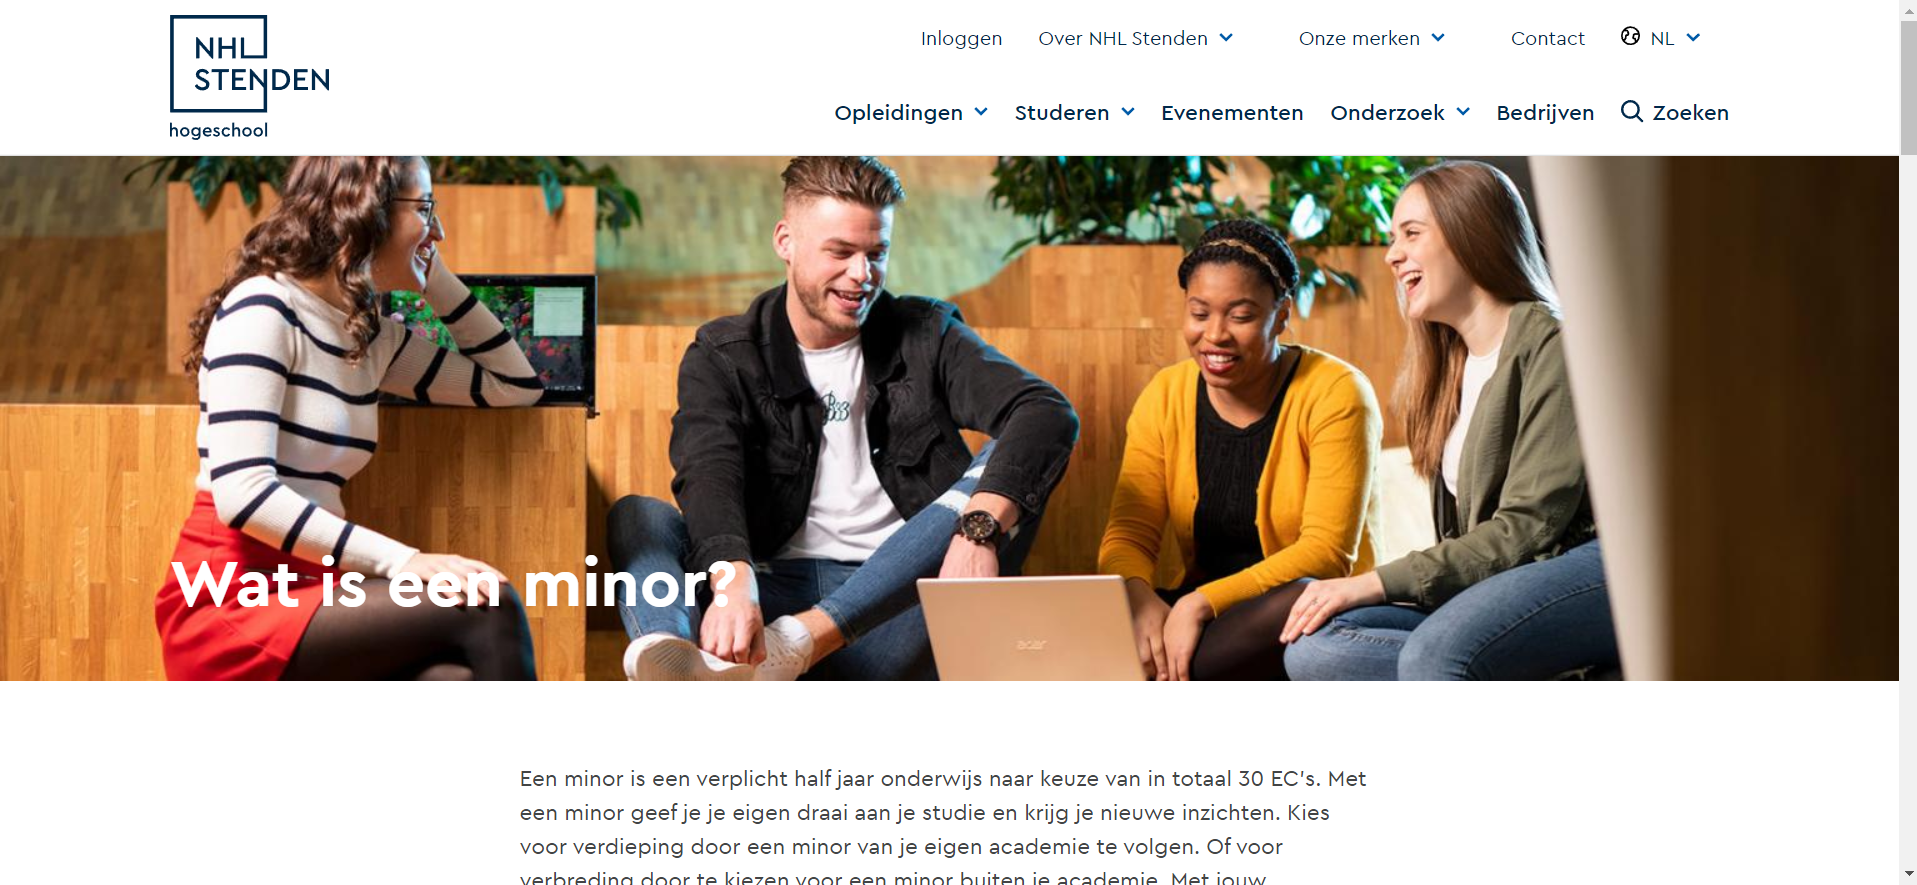 NHL
STENDEN
hogeschool
Inloggen Over NHL Stenden Onze merken Contact NL
Opleidingen Studeren Evenementen Onderzoek Bedrijven Zoeken
acer
Wat is een minor?
Een minor is een verplicht half jaar onderwijs naar keuze van in totaal 30 EC's. Met
een minor geef je je eigen draai aan je studie en krijg je nieuwe inzichten. Kies
voor verdieping door een minor van je eigen academie te volgen. Of voor
verbreding door te kiezen voor een minor buiten je academie. Met jouw